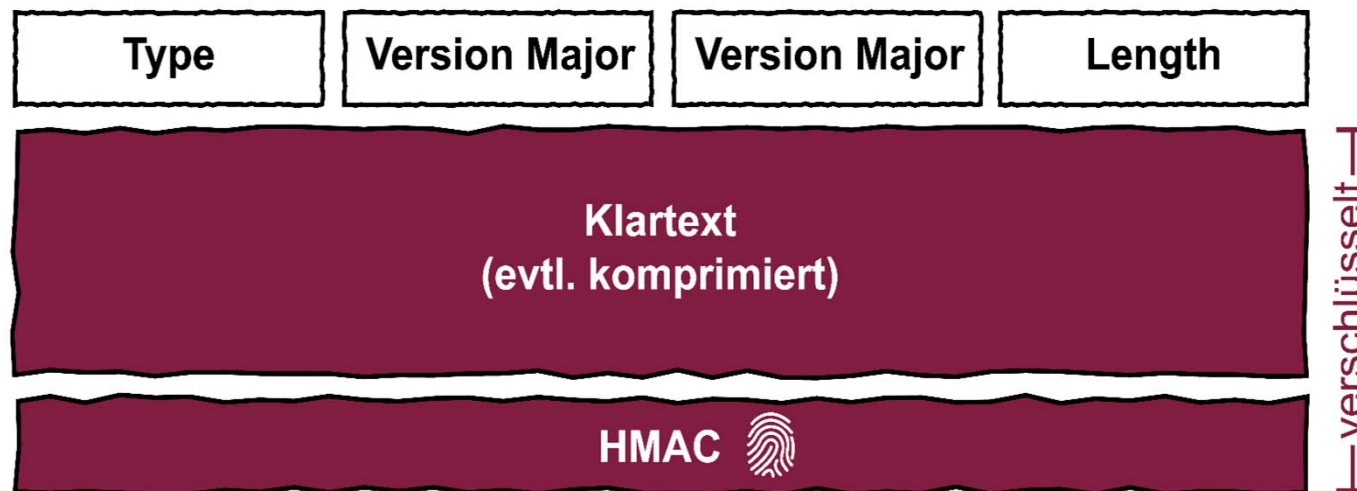 Type
Version Major
Version Major
Length
Klartext
(evtl. komprimiert)
HMAC
verschlüsselt